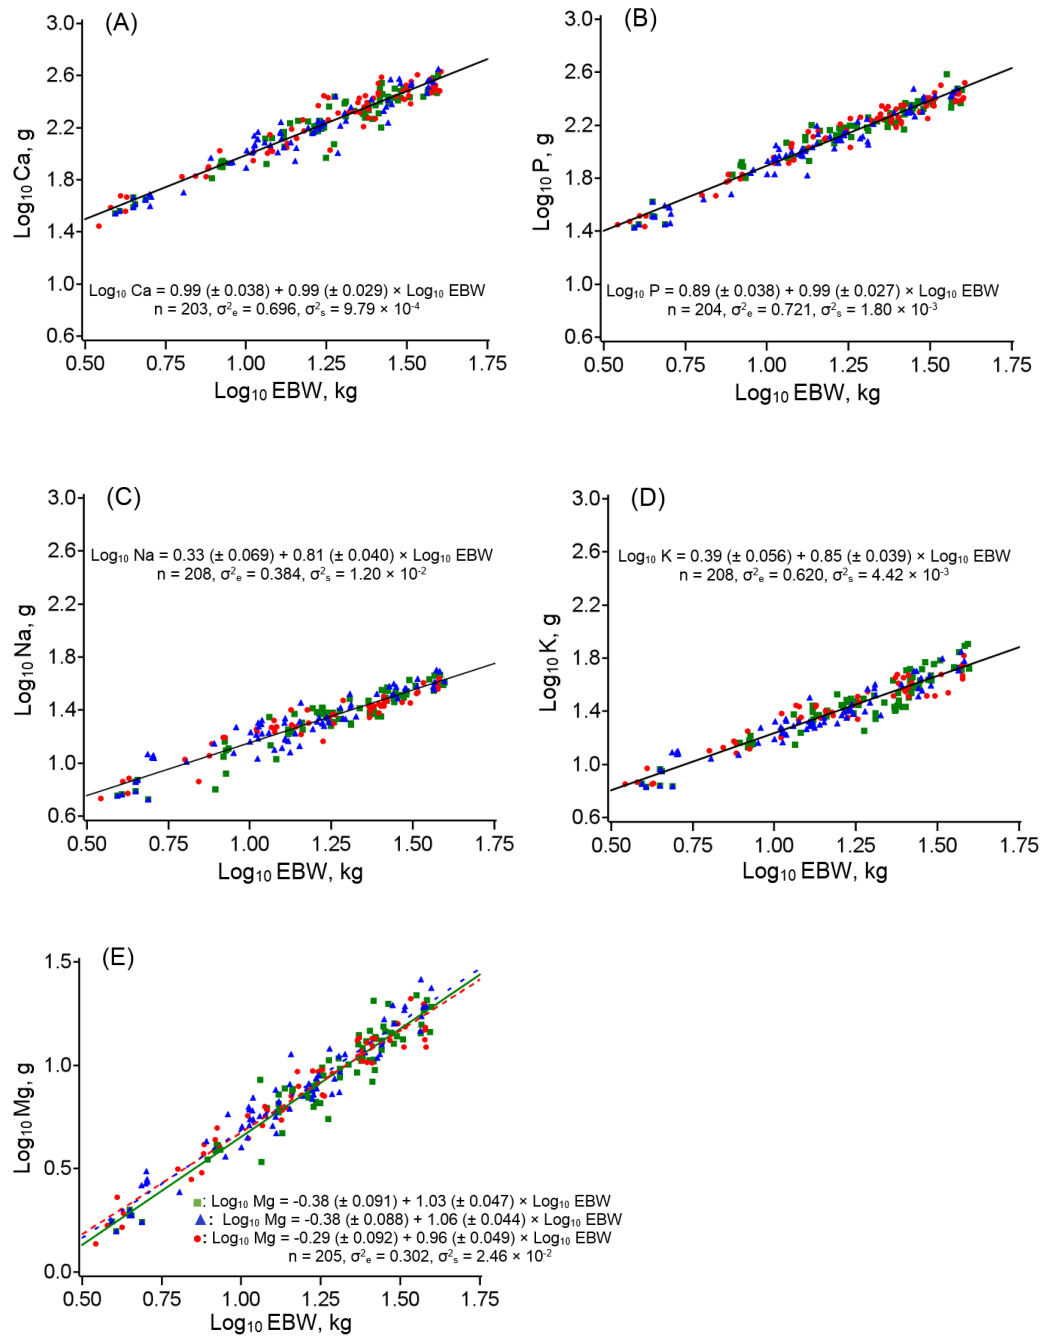 (A)
3.0
2.6
2.2
1.8
1.4
1.0
0.6
Log₁₀ Ca, g
Log₁₀ Ca = 0.99 (± 0.038) + 0.99 (± 0.029) × Log₁₀ EBW
n = 203, σ²ₑ = 0.696, σ²ₛ = 9.79 × 10⁻⁴
0.50 0.75 1.00 1.25 1.50 1.75
Log₁₀ EBW, kg
(B)
3.0
2.6
2.2
1.8
1.4
1.0
0.6
Log₁₀ P, g
Log₁₀ P = 0.89 (± 0.038) + 0.99 (± 0.027) × Log₁₀ EBW
n = 204, σ²ₑ = 0.721, σ²ₛ = 1.80 × 10⁻³
0.50 0.75 1.00 1.25 1.50 1.75
Log₁₀ EBW, kg
(C)
3.0
2.6
2.2
1.8
1.4
1.0
0.6
Log₁₀ Na, g
Log₁₀ Na = 0.33 (± 0.069) + 0.81 (± 0.040) × Log₁₀ EBW
n = 208, σ²ₑ = 0.384, σ²ₛ = 1.20 × 10⁻²
0.50 0.75 1.00 1.25 1.50 1.75
Log₁₀ EBW, kg
(D)
3.0
2.6
2.2
1.8
1.4
1.0
0.6
Log₁₀ K, g
Log₁₀ K = 0.39 (± 0.056) + 0.85 (± 0.039) × Log₁₀ EBW
n = 208, σ²ₑ = 0.620, σ²ₛ = 4.42 × 10⁻³
0.50 0.75 1.00 1.25 1.50 1.75
Log₁₀ EBW, kg
(E)
1.5
1.0
0.5
0.0
Log₁₀ Mg, g
: Log₁₀ Mg = -0.38 (± 0.091) + 1.03 (± 0.047) × Log₁₀ EBW
: Log₁₀ Mg = -0.38 (± 0.088) + 1.06 (± 0.044) × Log₁₀ EBW
: Log₁₀ Mg = -0.29 (± 0.092) + 0.96 (± 0.049) × Log₁₀ EBW
n = 205, σ²ₑ = 0.302, σ²ₛ = 2.46 × 10⁻²
0.50 0.75 1.00 1.25 1.50 1.75
Log₁₀ EBW, kg